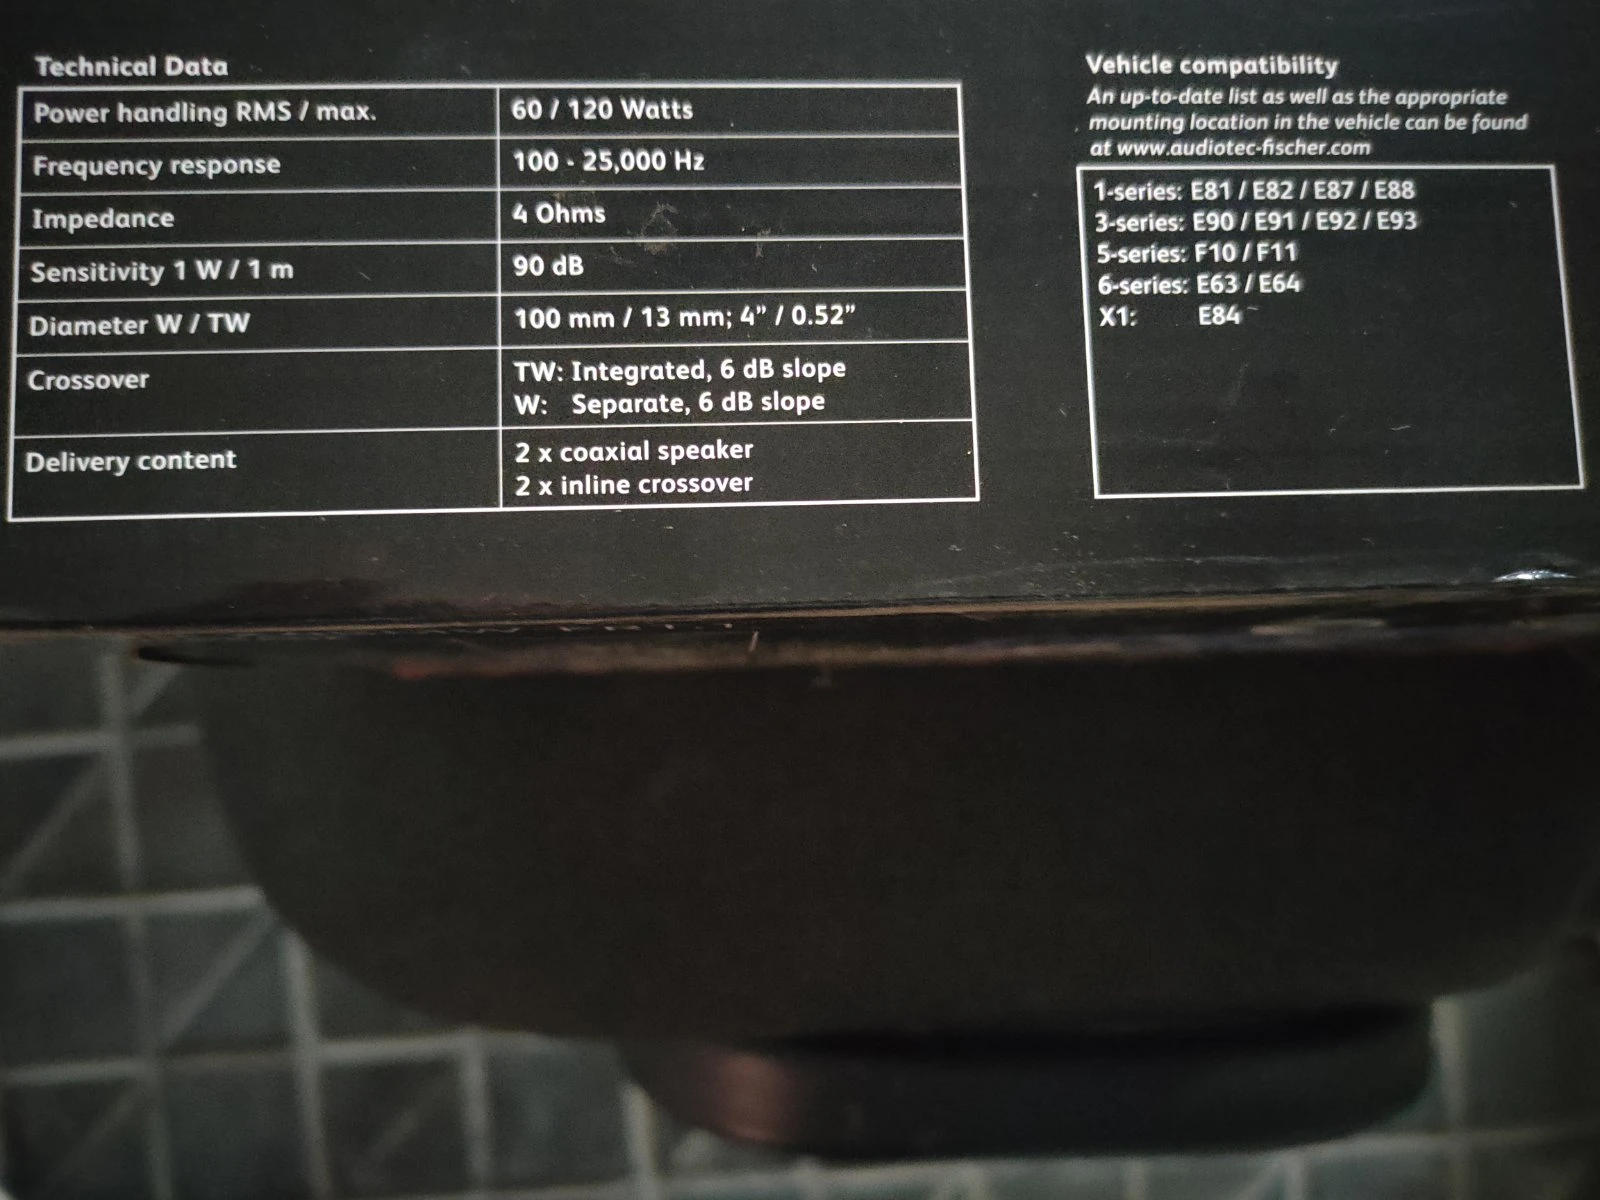 Technical Data
Power handling RMS / max. 60 / 120 Watts
Frequency response 100 - 25,000 Hz
Impedance 4 Ohms
Sensitivity 1 W / 1 m 90 dB
Diameter W / TW 100 mm / 13 mm; 4” / 0.52”
Crossover TW: Integrated, 6 dB slope
W: Separate, 6 dB slope
Delivery content 2 x coaxial speaker
2 x inline crossover
Vehicle compatibility
An up-to-date list as well as the appropriate
mounting location in the vehicle can be found
at www.audiotec-fischer.com
1-series: E81 / E82 / E87 / E88
3-series: E90 / E91 / E92 / E93
5-series: F10 / F11
6-series: E63 / E64
X1: E84